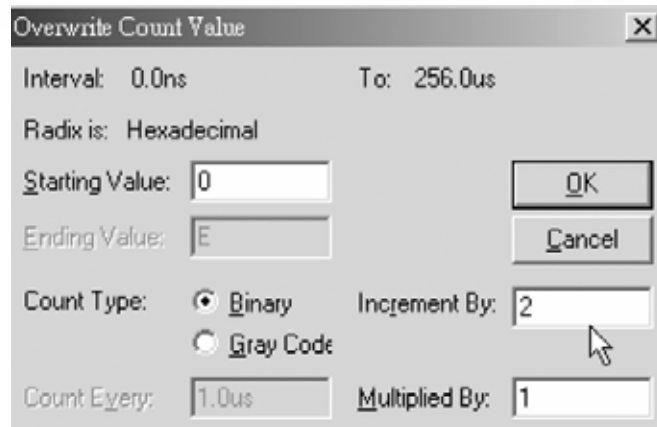 Overwrite Count Value
Interval: 0.0ns To: 256.0us
Radix is: Hexadecimal
Starting Value: 0 OK
Ending Value: E Cancel
Count Type: Binary Increment By: 2
Gray Code
Count Every: 1.0us Multiplied By: 1